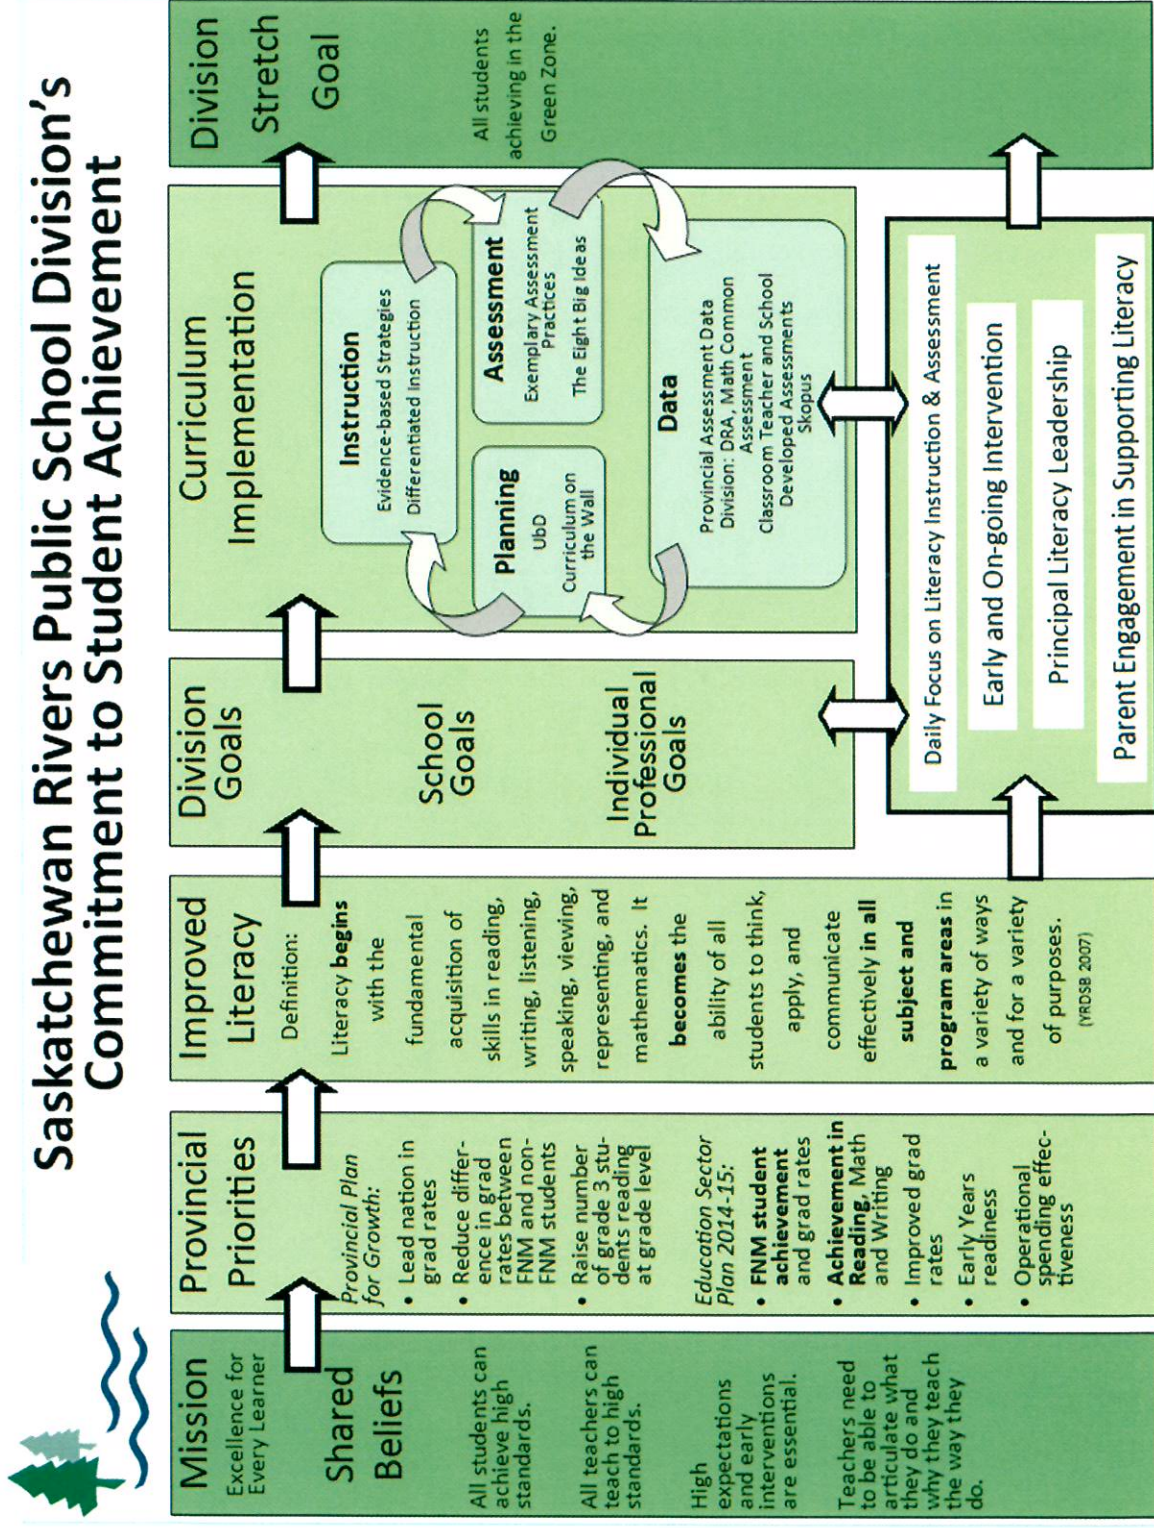 Saskatchewan Rivers Public School Division's
Commitment to Student Achievement
Mission
Excellence for
Every Learner
Shared
Beliefs
All students can
achieve high
standards.
All teachers can
teach to high
standards.
High
expectations
and early
interventions
are essential.
Teachers need
to be able to
articulate what
they do and
why they teach
the way they
do.
Provincial
Priorities
Provincial Plan
for Growth:
• Lead nation in
grad rates
• Reduce differ-
ence in grad
rates between
FNM and non-
FNM students
• Raise number
of grade 3 stu-
dents reading
at grade level
Education Sector
Plan 2014-15:
• FNM student
achievement
and grad rates
• Achievement in
Reading, Math
and Writing
• Improved grad
rates
• Early Years
readiness
• Operational
spending effec-
tiveness
Improved
Literacy
Definition:
Literacy begins
with the
fundamental
acquisition of
skills in reading,
writing, listening,
speaking, viewing,
representing, and
mathematics. It
becomes the
ability of all
students to think,
apply, and
communicate
effectively in all
subject and
program areas in
a variety of ways
and for a variety
of purposes.
(YRDSB 2007)
Division
Goals
School
Goals
Individual
Professional
Goals
Curriculum
Implementation
Instruction
Evidence-based Strategies
Differentiated Instruction
Planning
UbD
Curriculum on
the Wall
Assessment
Exemplary Assessment
Practices
The Eight Big Ideas
Data
Provincial Assessment Data
Division: DRA, Math Common
Assessment
Classroom Teacher and School
Developed Assessments
Skopus
Daily Focus on Literacy Instruction & Assessment
Early and On-going Intervention
Principal Literacy Leadership
Parent Engagement in Supporting Literacy
Division
Stretch
Goal
All students
achieving in the
Green Zone.